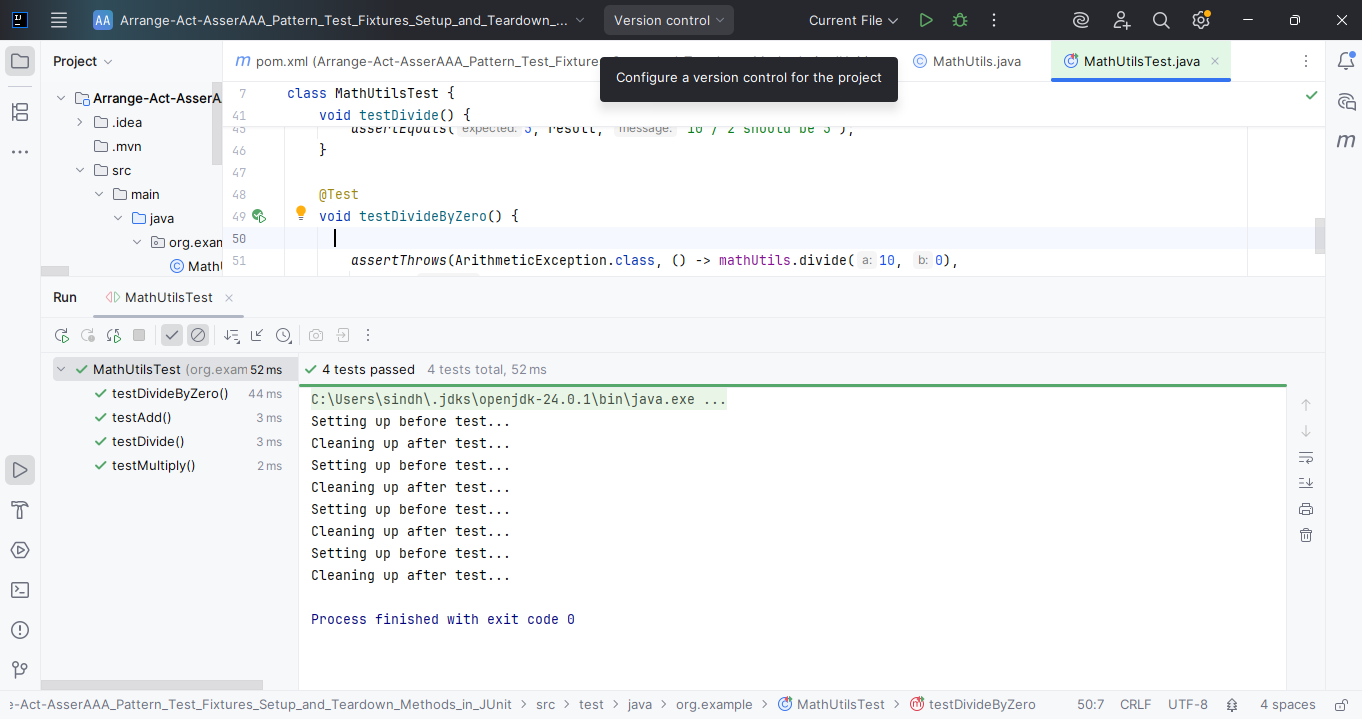 AA Arrange-Act-AsserAAA_Pattern_Test_Fixtures_Setup_and_Teardown_... Version control Current File
Project
pom.xml (Arrange-Act-AsserAAA_Pattern_Test_Fixture
MathUtils.java
MathUtilsTest.java
Configure a version control for the project
Arrange-Act-AsserA
.idea
.mvn
src
main
java
org.exam
MathU
7 class MathUtilsTest {
41 void testDivide() {
45 assertEquals( expected: 5, result, message: "10 / 2 should be 5");
46 }
47
48 @Test
49 void testDivideByZero() {
50
51 assertThrows(ArithmeticException.class, () -> mathUtils.divide( a: 10, b: 0),
Run MathUtilsTest
MathUtilsTest (org.exam 52 ms
testDivideByZero() 44 ms
testAdd() 3 ms
testDivide() 3 ms
testMultiply() 2 ms
4 tests passed 4 tests total, 52 ms
C:\Users\sindh\.jdks\openjdk-24.0.1\bin\java.exe ...
Setting up before test...
Cleaning up after test...
Setting up before test...
Cleaning up after test...
Setting up before test...
Cleaning up after test...
Setting up before test...
Cleaning up after test...
Process finished with exit code 0
e-Act-AsserAAA_Pattern_Test_Fixtures_Setup_and_Teardown_Methods_in_JUnit > src > test > java > org.example > MathUtilsTest > testDivideByZero 50:7 CRLF UTF-8 4 spaces